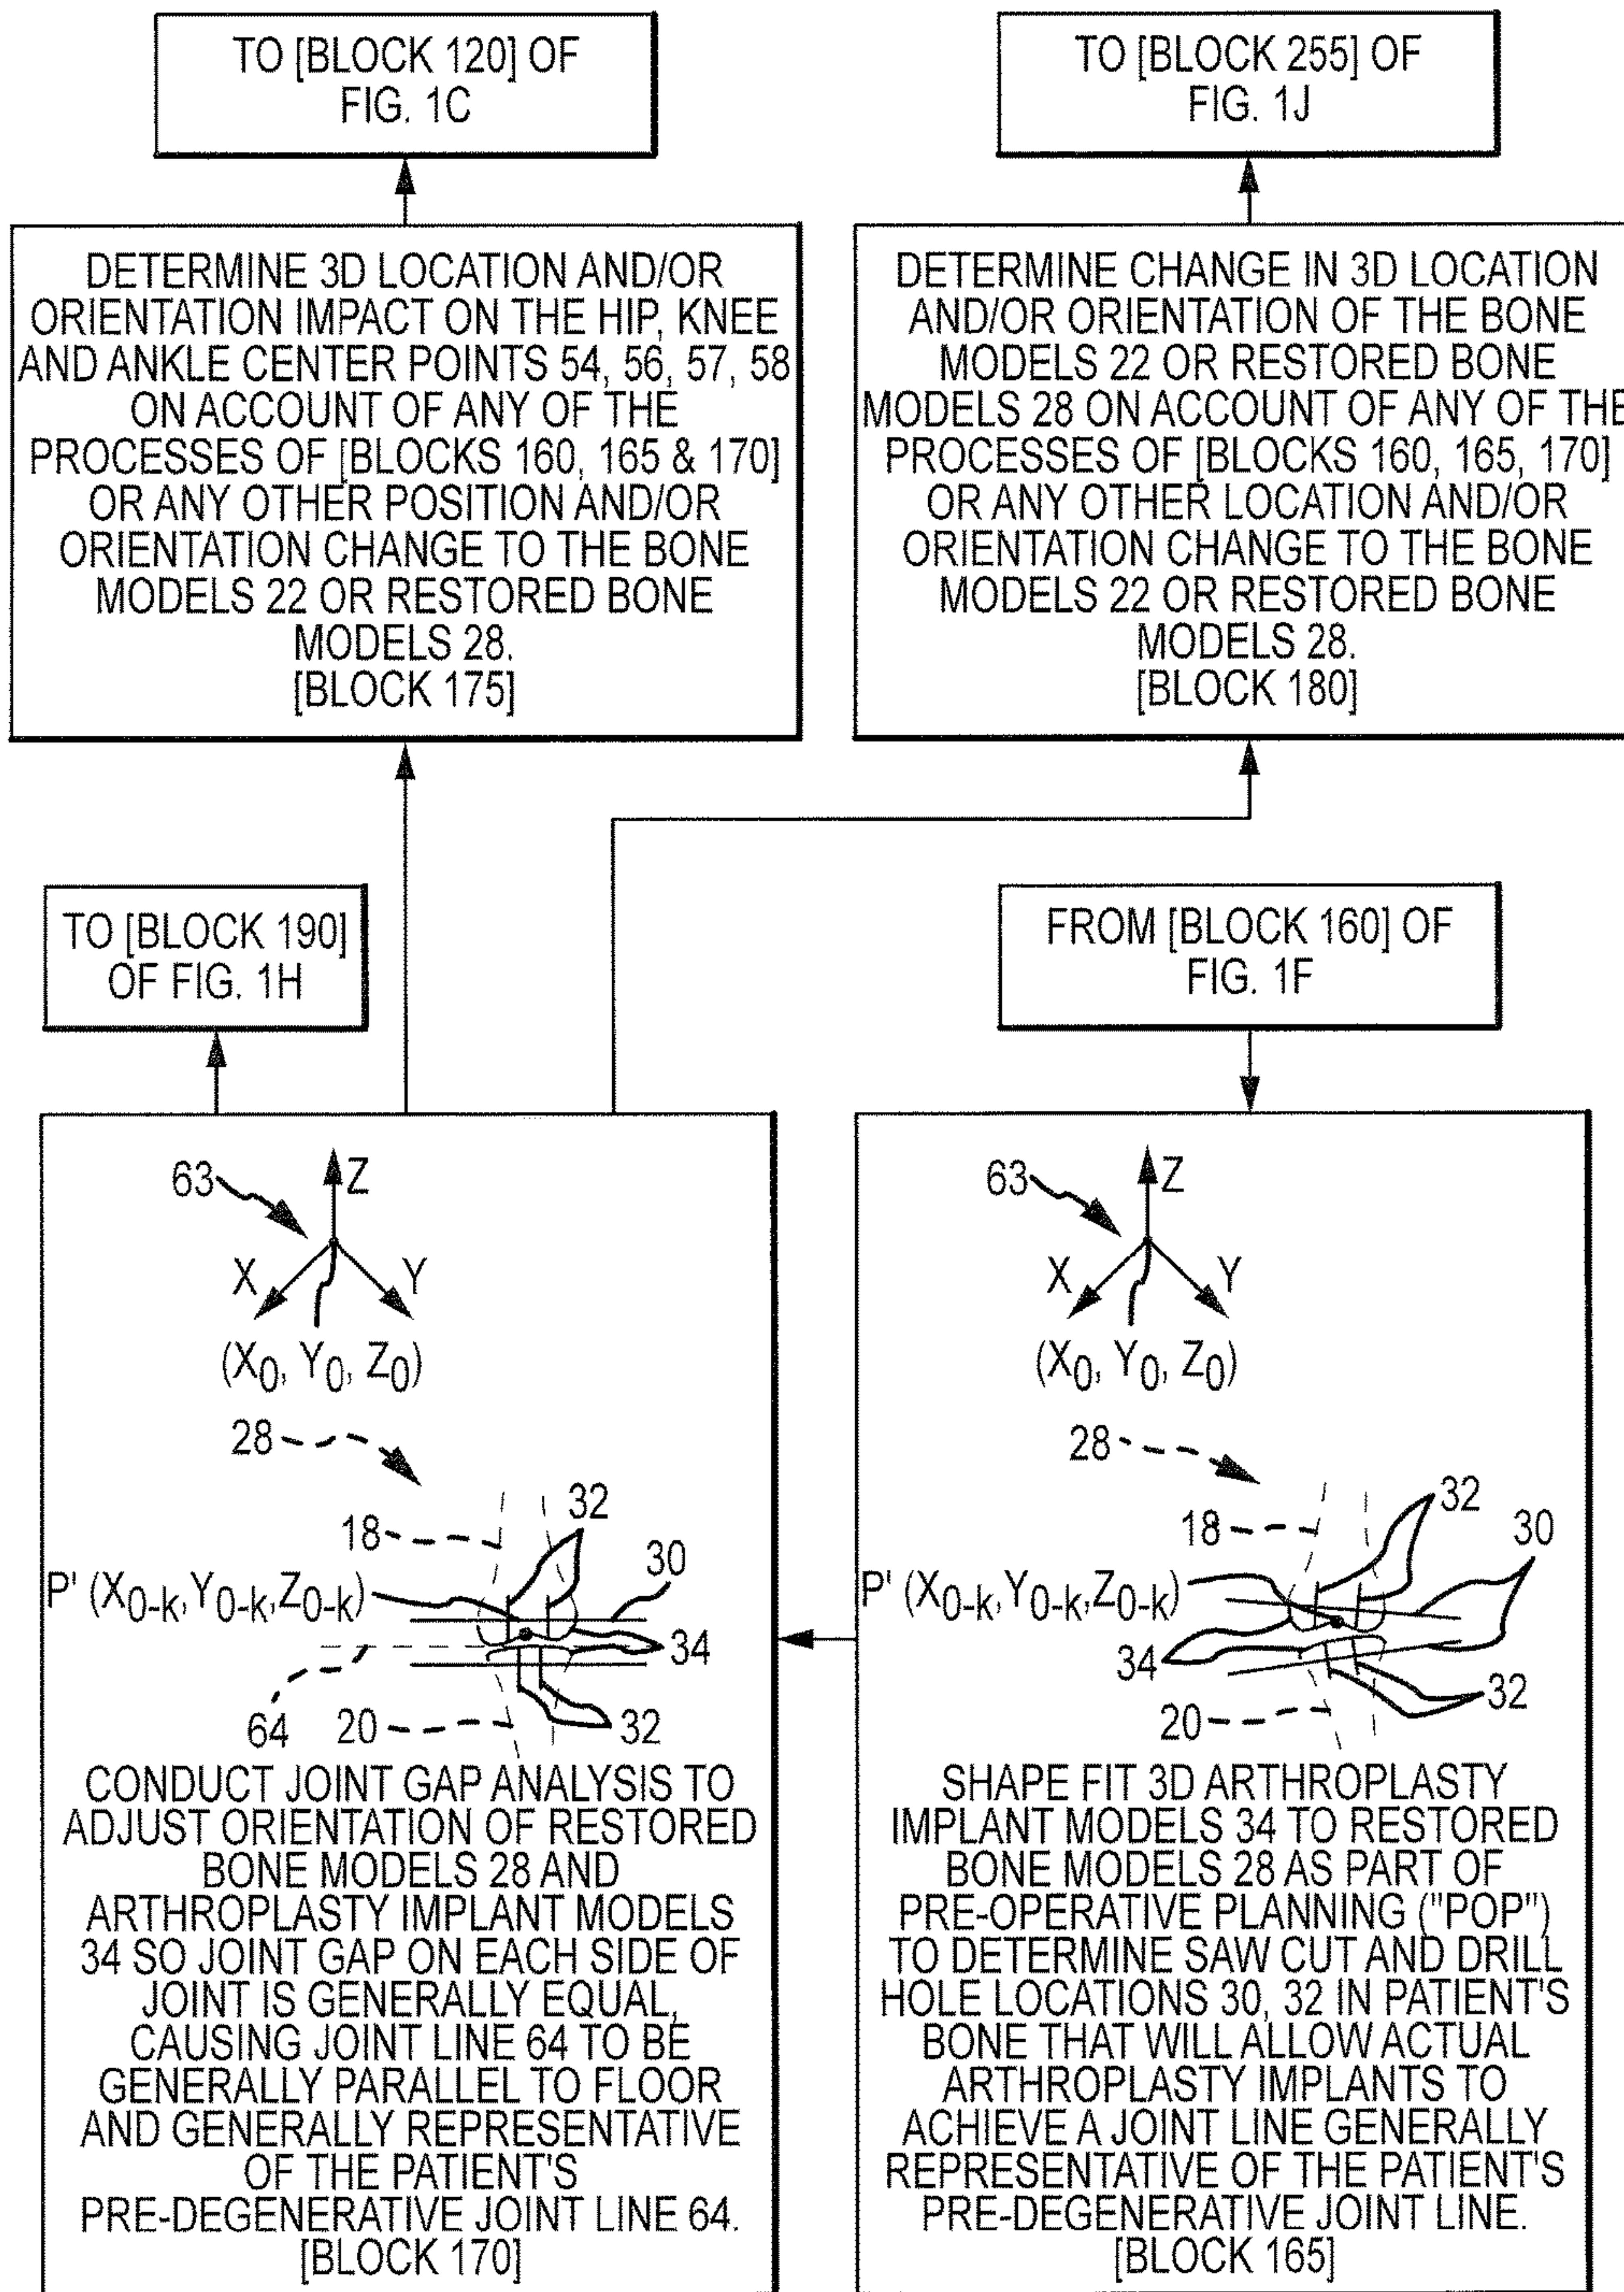 TO [BLOCK 120] OF
FIG. 1C
TO [BLOCK 255] OF
FIG. 1J
DETERMINE 3D LOCATION AND/OR
ORIENTATION IMPACT ON THE HIP, KNEE
AND ANKLE CENTER POINTS 54, 56, 57, 58
ON ACCOUNT OF ANY OF THE
PROCESSES OF [BLOCKS 160, 165 & 170]
OR ANY OTHER POSITION AND/OR
ORIENTATION CHANGE TO THE BONE
MODELS 22 OR RESTORED BONE
MODELS 28.
[BLOCK 175]
DETERMINE CHANGE IN 3D LOCATION
AND/OR ORIENTATION OF THE BONE
MODELS 22 OR RESTORED BONE
MODELS 28 ON ACCOUNT OF ANY OF THE
PROCESSES OF [BLOCKS 160, 165, 170]
OR ANY OTHER LOCATION AND/OR
ORIENTATION CHANGE TO THE BONE
MODELS 22 OR RESTORED BONE
MODELS 28.
[BLOCK 180]
TO [BLOCK 190]
OF FIG. 1H
FROM [BLOCK 160] OF
FIG. 1F
63
Z
X
Y
(X0, Y0, Z0)
28
18
32
30
P' (X0-k,Y0-k,Z0-k)
34
64
20
32
CONDUCT JOINT GAP ANALYSIS TO
ADJUST ORIENTATION OF RESTORED
BONE MODELS 28 AND
ARTHROPLASTY IMPLANT MODELS
34 SO JOINT GAP ON EACH SIDE OF
JOINT IS GENERALLY EQUAL,
CAUSING JOINT LINE 64 TO BE
GENERALLY PARALLEL TO FLOOR
AND GENERALLY REPRESENTATIVE
OF THE PATIENT'S
PRE-DEGENERATIVE JOINT LINE 64.
[BLOCK 170]
63
Z
X
Y
(X0, Y0, Z0)
28
32
18
30
P' (X0-k,Y0-k,Z0-k)
34
32
20
SHAPE FIT 3D ARTHROPLASTY
IMPLANT MODELS 34 TO RESTORED
BONE MODELS 28 AS PART OF
PRE-OPERATIVE PLANNING ("POP")
TO DETERMINE SAW CUT AND DRILL
HOLE LOCATIONS 30, 32 IN PATIENT'S
BONE THAT WILL ALLOW ACTUAL
ARTHROPLASTY IMPLANTS TO
ACHIEVE A JOINT LINE GENERALLY
REPRESENTATIVE OF THE PATIENT'S
PRE-DEGENERATIVE JOINT LINE.
[BLOCK 165]